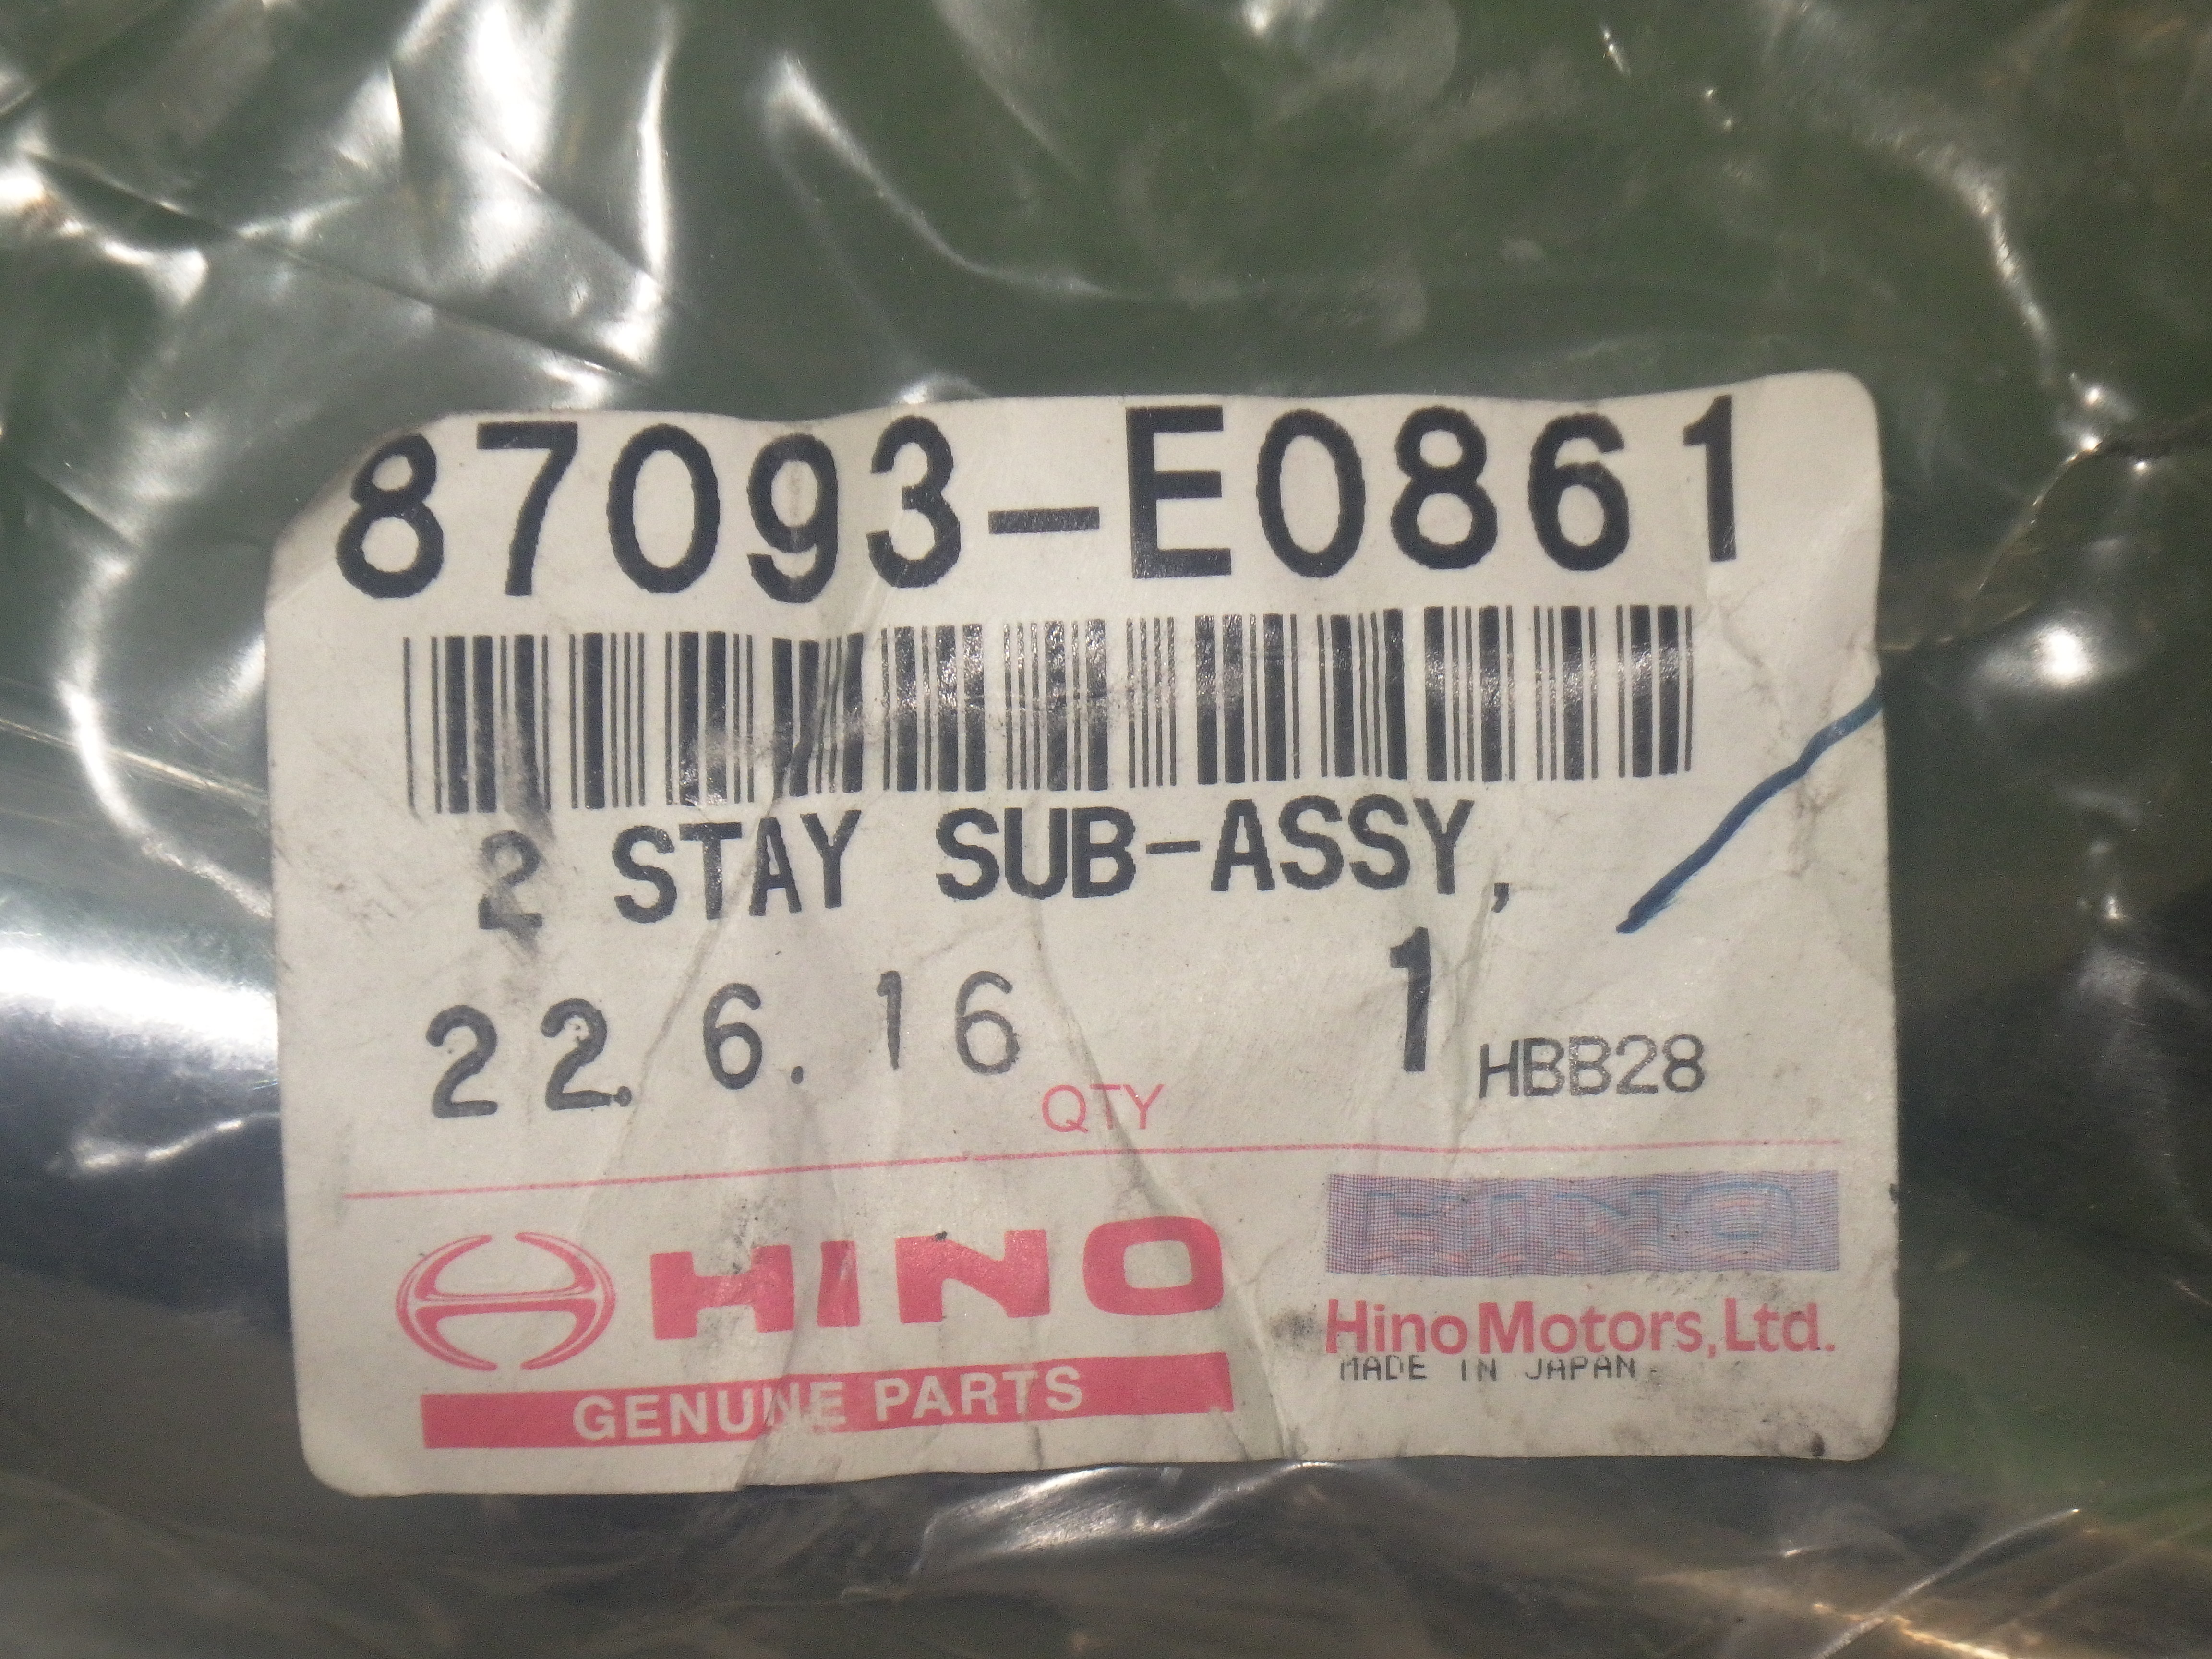 87093-E0861
2 STAY SUB-ASSY,
22. 6. 16
QTY
1
HBB28
HINO
GENUINE PARTS
HINO
Hino Motors, Ltd.
MADE IN JAPAN